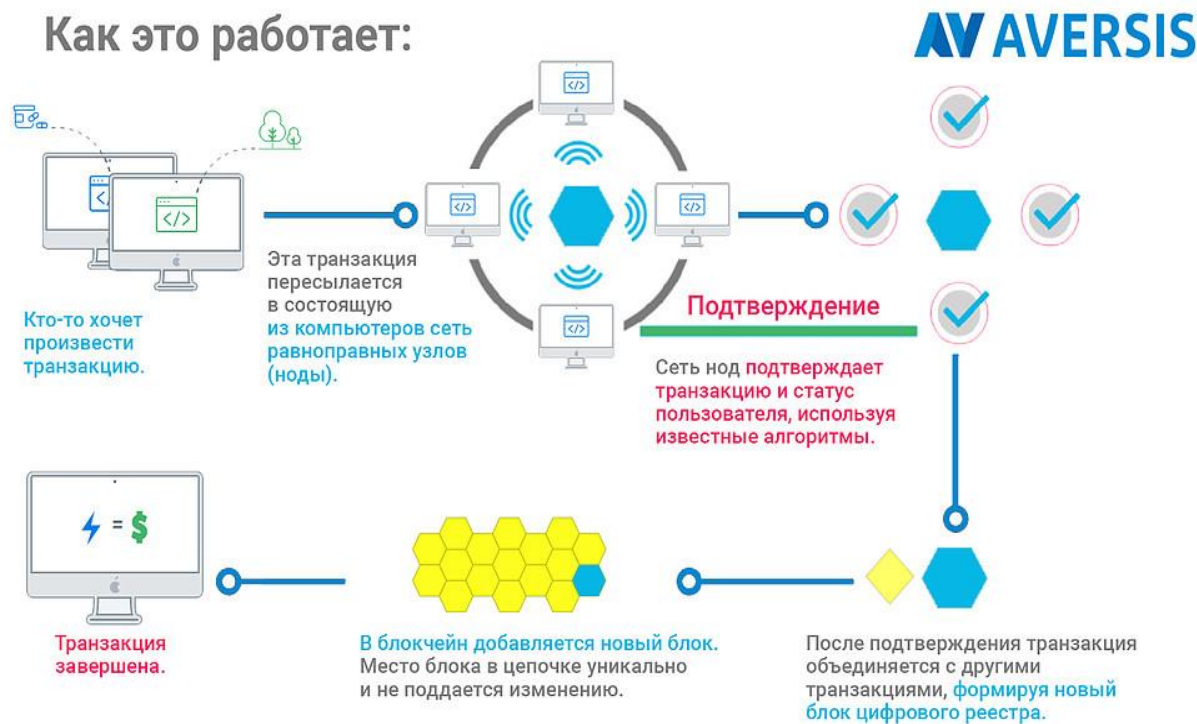 Как это работает:
AVERSIS
</>
</>
</>
</>
</>
</>
Кто-то хочет
произвести
транзакцию.
Эта транзакция
пересылается
в состоящую
из компьютеров сеть
равноправных узлов
(ноды).
Подтверждение
Сеть нод подтверждает
транзакцию и статус
пользователя, используя
известные алгоритмы.
= $
Транзакция
завершена.
В блокчейн добавляется новый блок.
Место блока в цепочке уникально
и не поддается изменению.
После подтверждения транзакция
объединяется с другими
транзакциями, формируя новый
блок цифрового реестра.